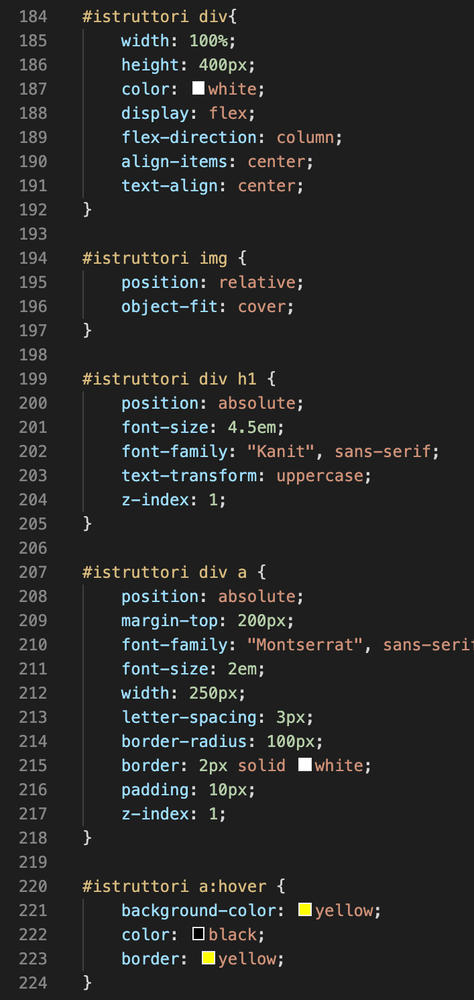 184 #istruttori div{
185 width: 100%;
186 height: 400px;
187 color: white;
188 display: flex;
189 flex-direction: column;
190 align-items: center;
191 text-align: center;
192 }
193
194 #istruttori img {
195 position: relative;
196 object-fit: cover;
197 }
198
199 #istruttori div h1 {
200 position: absolute;
201 font-size: 4.5em;
202 font-family: "Kanit", sans-serif;
203 text-transform: uppercase;
204 z-index: 1;
205 }
206
207 #istruttori div a {
208 position: absolute;
209 margin-top: 200px;
210 font-family: "Montserrat", sans-serif
211 font-size: 2em;
212 width: 250px;
213 letter-spacing: 3px;
214 border-radius: 100px;
215 border: 2px solid white;
216 padding: 10px;
217 z-index: 1;
218 }
219
220 #istruttori a:hover {
221 background-color: yellow;
222 color: black;
223 border: yellow;
224 }